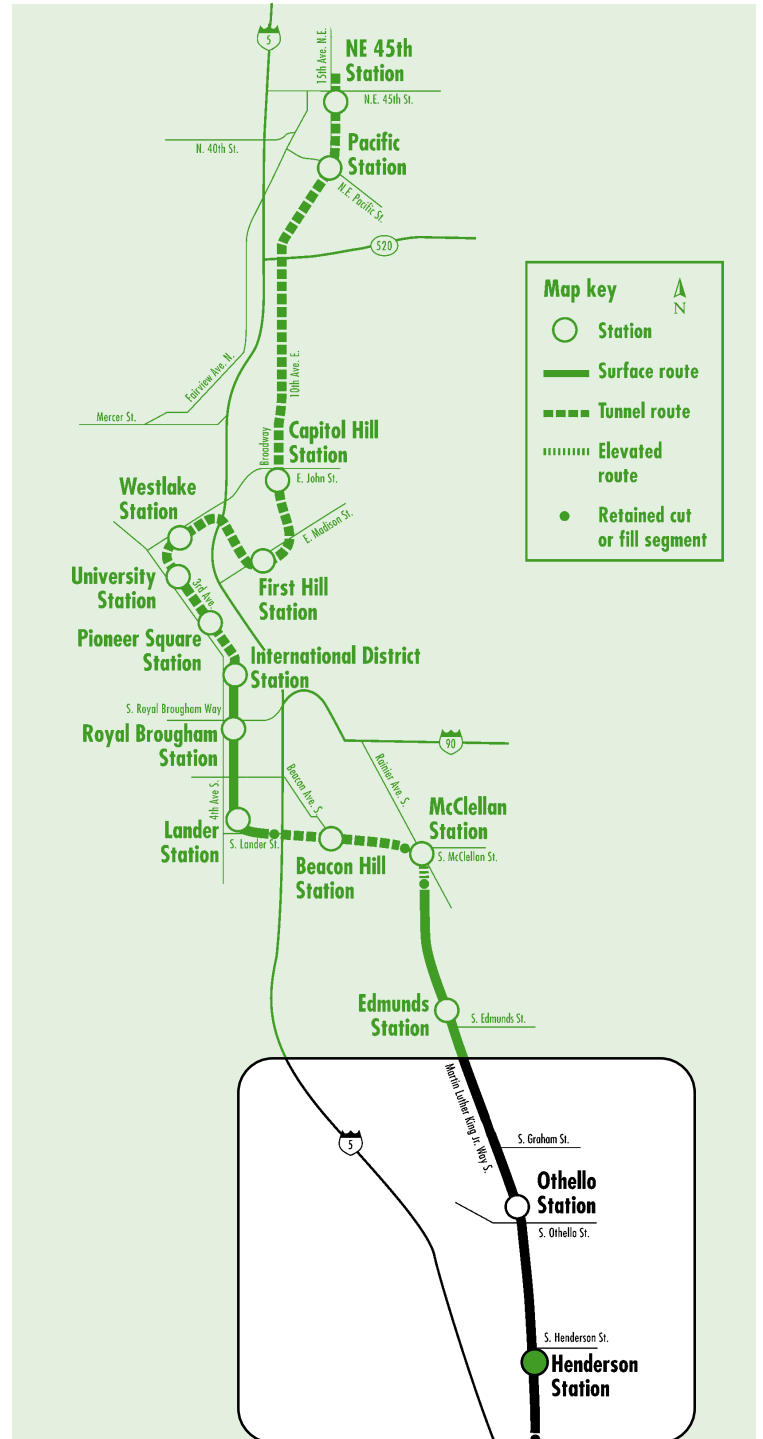 5
15th Ave. N.E.
NE 45th
Station
N.E. 45th St.
N. 40th St.
Pacific
Station
N.E. Pacific St.
520
Map key
N
Station
Surface route
Tunnel route
Elevated
route
Retained cut
or fill segment
Fairview Ave. N.
10th Ave. E.
Mercer St.
Broadway
Capitol Hill
Station
E. John St.
Westlake
Station
E. Madison St.
University
Station
3rd Ave.
First Hill
Station
Pioneer Square
Station
International District
Station
S. Royal Brougham Way
Royal Brougham
Station
90
Beacon Ave. S.
Rainier Ave. S.
4th Ave S.
McClellan
Station
Lander
Station
S. Lander St.
S. McClellan St.
Beacon Hill
Station
Edmunds
Station
S. Edmunds St.
Martin Luther King Jr. Way S.
5
S. Graham St.
Othello
Station
S. Othello St.
S. Henderson St.
Henderson
Station